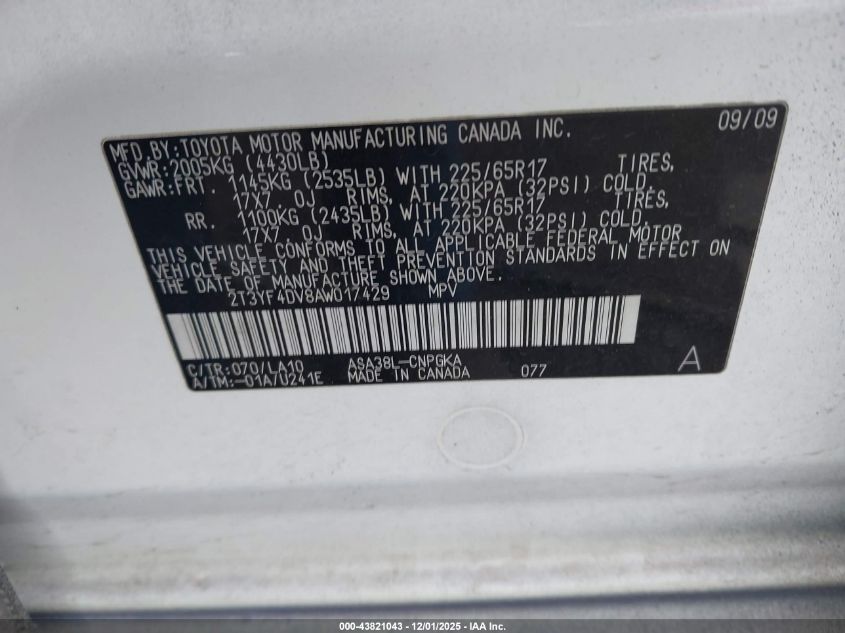 MFD.BY:TOYOTA MOTOR MANUFACTURING CANADA INC. 09/09
GVWR:2005KG (4430LB)
GAWR:FRT. 1145KG (2535LB) WITH 225/65R17 TIRES,
17X7 0J RIMS, AT 220KPA (32PSI) COLD.
RR. 1100KG (2435LB) WITH 225/65R17 TIRES,
17X7 0J RIMS, AT 220KPA (32PSI) COLD.
THIS VEHICLE CONFORMS TO ALL APPLICABLE FEDERAL MOTOR
VEHICLE SAFETY AND THEFT PREVENTION STANDARDS IN EFFECT ON
THE DATE OF MANUFACTURE SHOWN ABOVE.
2T3YF4DV8AW017429 MPV
C/TR:070/LA10 ASA38L-CNPGKA
A/TM:-01A/U241E MADE IN CANADA 077 A
000-43821043 - 12/01/2025 - IAA Inc.